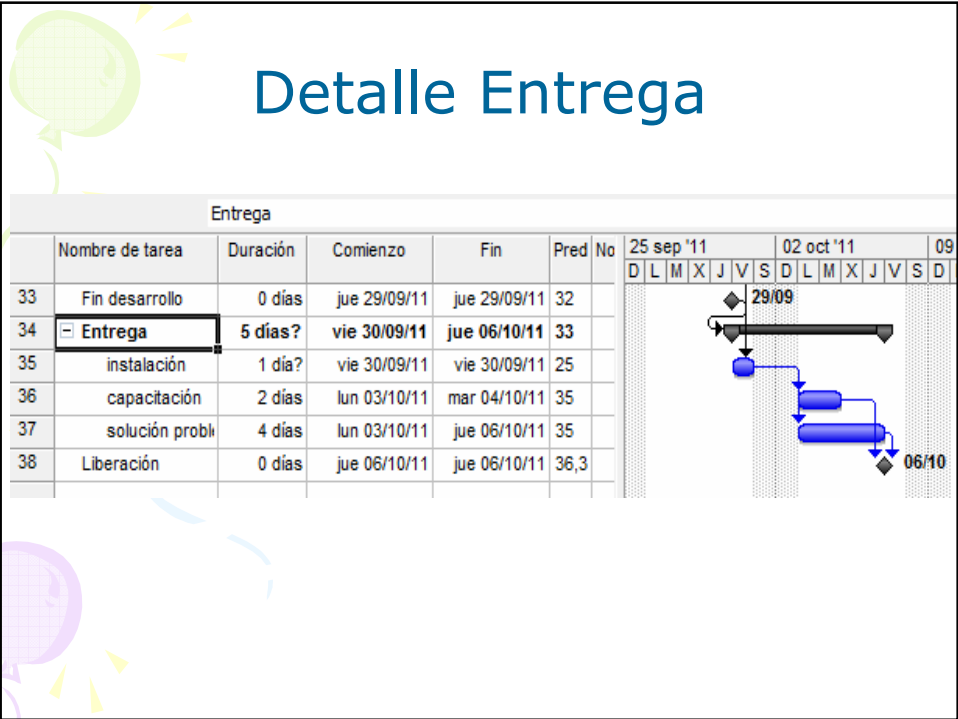 Detalle Entrega
Entrega
Nombre de tarea Duración Comienzo Fin Pred No 25 sep '11 02 oct '11 09
D L M X J V S D L M X J V S D
33 Fin desarrollo 0 días jue 29/09/11 jue 29/09/11 32 29/09
34 Entrega 5 días? vie 30/09/11 jue 06/10/11 33
35 instalación 1 día? vie 30/09/11 vie 30/09/11 25
36 capacitación 2 días lun 03/10/11 mar 04/10/11 35
37 solución probl 4 días lun 03/10/11 jue 06/10/11 35
38 Liberación 0 días jue 06/10/11 jue 06/10/11 36,3 06/10